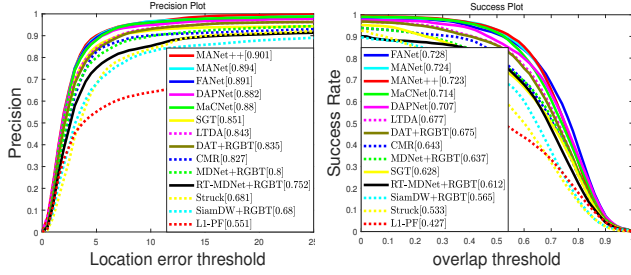 Precision Plot
Precision
1
0.9
0.8
0.7
0.6
0.5
0.4
0.3
0.2
0.1
0
MANet++[0.901]
MANet[0.894]
FANet[0.891]
DAPNet[0.882]
MaCNet[0.88]
SGT[0.851]
LTDA[0.843]
DAT+RGBT[0.835]
CMR[0.827]
MDNet+RGBT[0.8]
RT-MDNet+RGBT[0.752]
Struck[0.681]
SiamDW+RGBT[0.68]
L1-PF[0.551]
0 5 10 15 20 25
Location error threshold
Success Plot
Success Rate
0.9
0.8
0.7
0.6
0.5
0.4
0.3
0.2
0.1
0
FANet[0.728]
MANet[0.724]
MANet++[0.723]
MaCNet[0.714]
DAPNet[0.707]
LTDA[0.677]
DAT+RGBT[0.675]
CMR[0.643]
MDNet+RGBT[0.637]
SGT[0.628]
RT-MDNet+RGBT[0.612]
SiamDW+RGBT[0.565]
Struck[0.533]
L1-PF[0.427]
0 0.1 0.2 0.3 0.4 0.5 0.6 0.7 0.8 0.9 1
overlap threshold